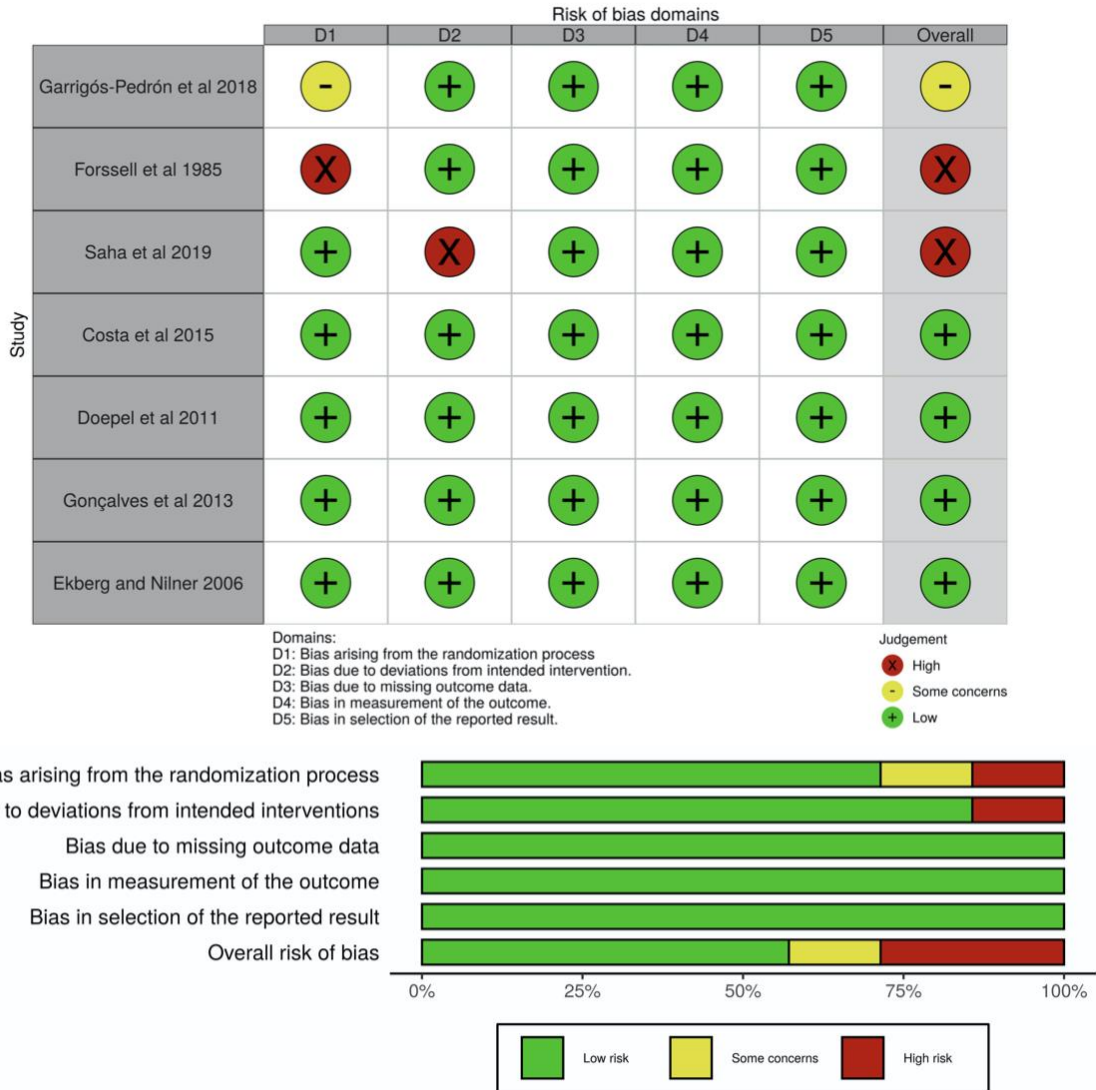 Risk of bias domains
D1 D2 D3 D4 D5 Overall
Study
Garrigós-Pedrón et al 2018 - + + + + -
Forssell et al 1985 X + + + + X
Saha et al 2019 + X + + + X
Costa et al 2015 + + + + + +
Doepel et al 2011 + + + + + +
Gonçalves et al 2013 + + + + + +
Ekberg and Nilner 2006 + + + + + +
Domains:
D1: Bias arising from the randomization process
D2: Bias due to deviations from intended intervention.
D3: Bias due to missing outcome data.
D4: Bias in measurement of the outcome.
D5: Bias in selection of the reported result.
Judgement
X High
- Some concerns
+ Low
arising from the randomization process
to deviations from intended interventions
Bias due to missing outcome data
Bias in measurement of the outcome
Bias in selection of the reported result
Overall risk of bias
0% 25% 50% 75% 100%
Low risk Some concerns High risk